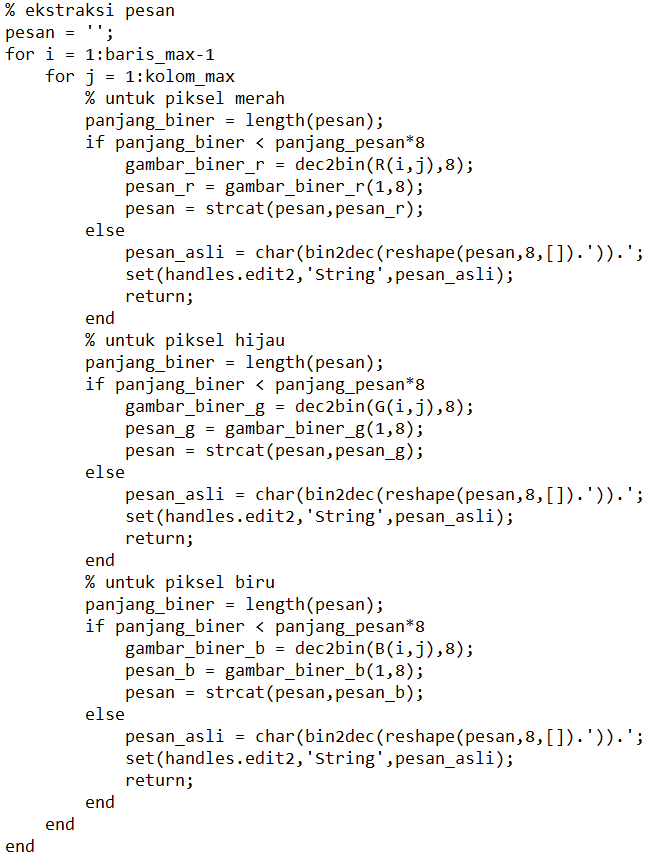 % ekstraksi pesan
pesan = '';
for i = 1:baris_max-1
    for j = 1:kolom_max
        % untuk piksel merah
        panjang_biner = length(pesan);
        if panjang_biner < panjang_pesan*8
            gambar_biner_r = dec2bin(R(i,j),8);
            pesan_r = gambar_biner_r(1,8);
            pesan = strcat(pesan,pesan_r);
        else
            pesan_asli = char(bin2dec(reshape(pesan,8,[]).')).';
            set(handles.edit2,'String',pesan_asli);
            return;
        end
        % untuk piksel hijau
        panjang_biner = length(pesan);
        if panjang_biner < panjang_pesan*8
            gambar_biner_g = dec2bin(G(i,j),8);
            pesan_g = gambar_biner_g(1,8);
            pesan = strcat(pesan,pesan_g);
        else
            pesan_asli = char(bin2dec(reshape(pesan,8,[]).')).';
            set(handles.edit2,'String',pesan_asli);
            return;
        end
        % untuk piksel biru
        panjang_biner = length(pesan);
        if panjang_biner < panjang_pesan*8
            gambar_biner_b = dec2bin(B(i,j),8);
            pesan_b = gambar_biner_b(1,8);
            pesan = strcat(pesan,pesan_b);
        else
            pesan_asli = char(bin2dec(reshape(pesan,8,[]).')).';
            set(handles.edit2,'String',pesan_asli);
            return;
        end
    end
end